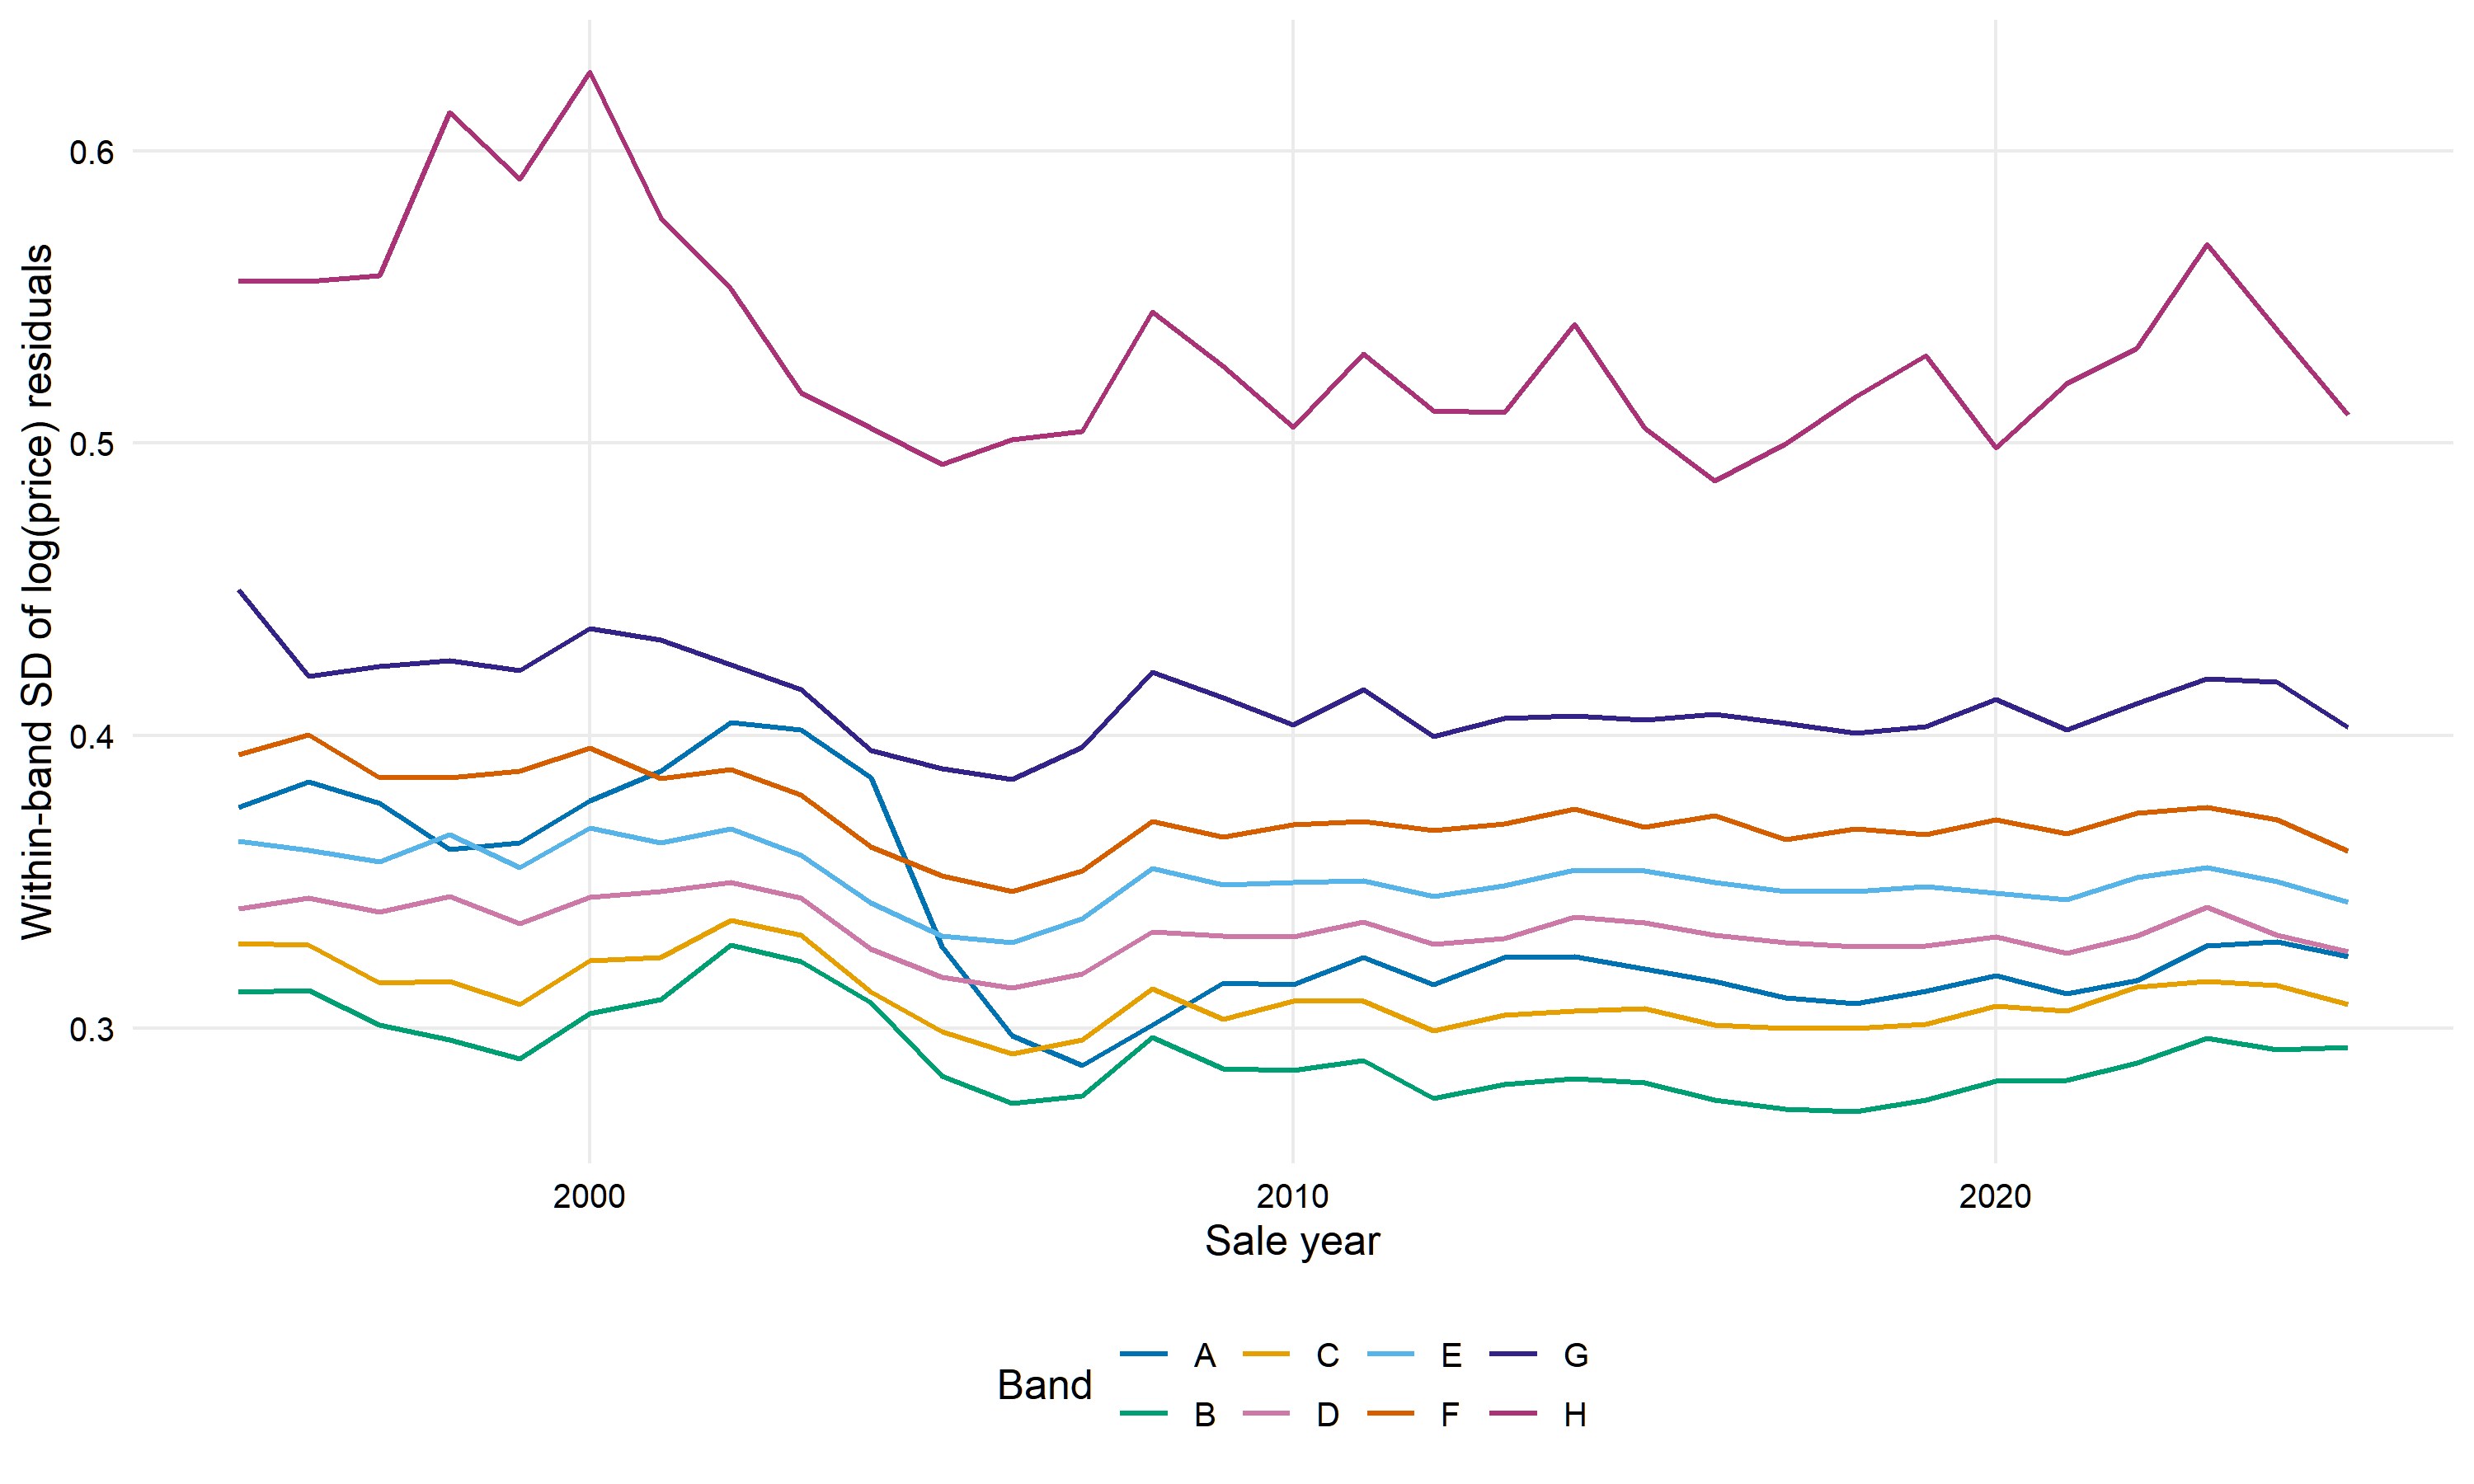 Within-band SD of log(price) residuals
0.6
0.5
0.4
0.3
2000 2010 2020
Sale year
Band
A C E G
B D F H